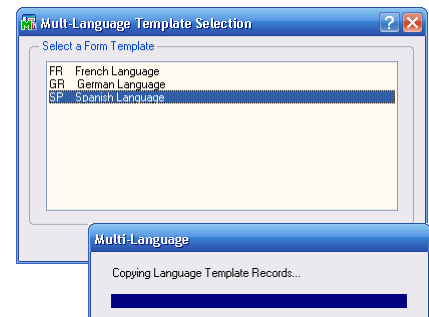 Mult-Language Template Selection
Select a Form Template
FR French Language
GR German Language
SP Spanish Language
Multi-Language
Copying Language Template Records...